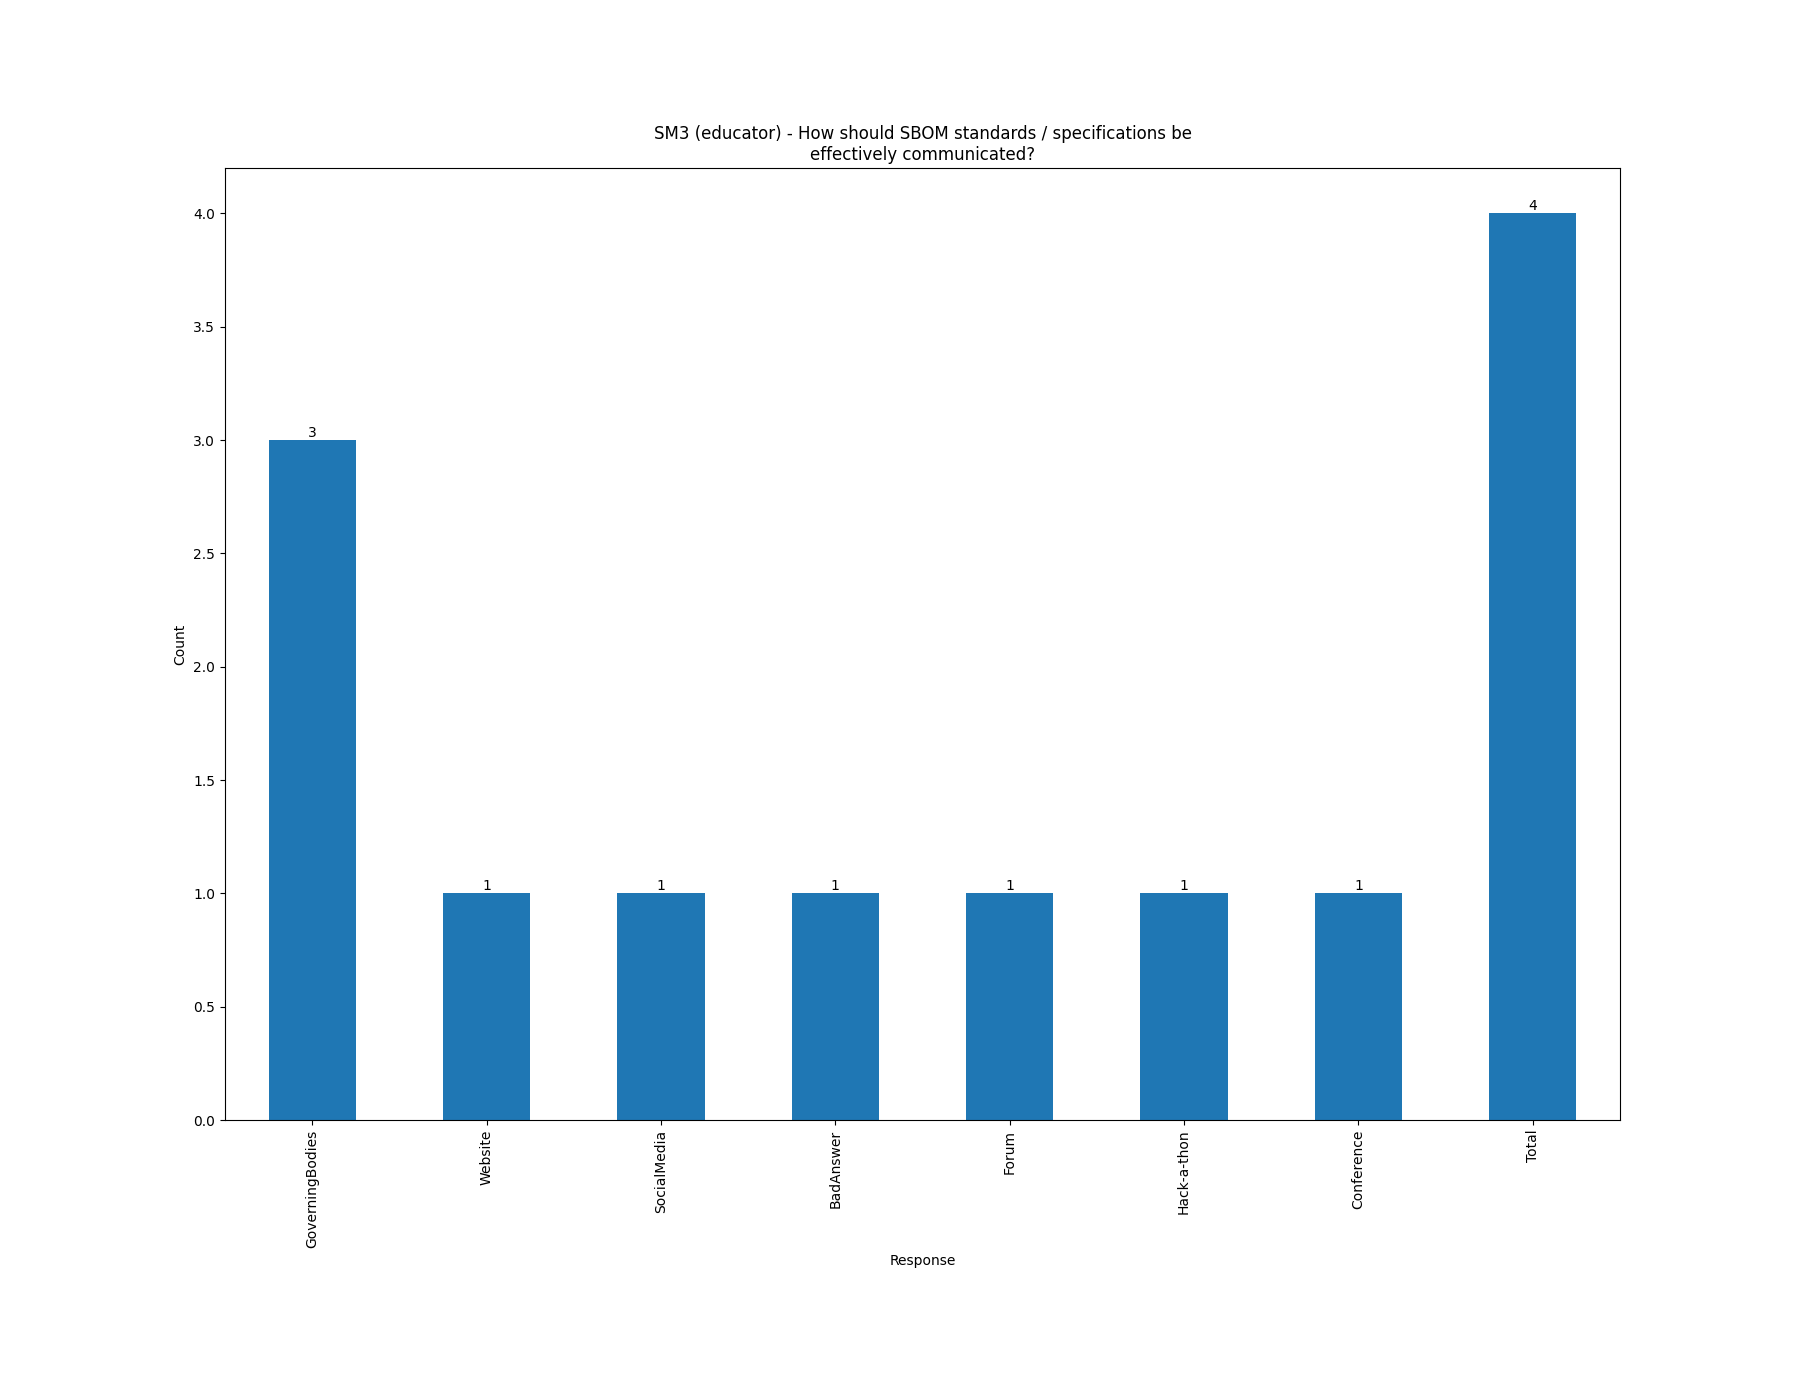 SM3 (educator) - How should SBOM standards / specifications be
effectively communicated?
4.0
3.5
3.0
2.5
2.0
1.5
1.0
0.5
0.0
Count
3
1
1
1
1
1
1
4
GoverningBodies
Website
SocialMedia
BadAnswer
Forum
Hack-a-thon
Conference
Total
Response